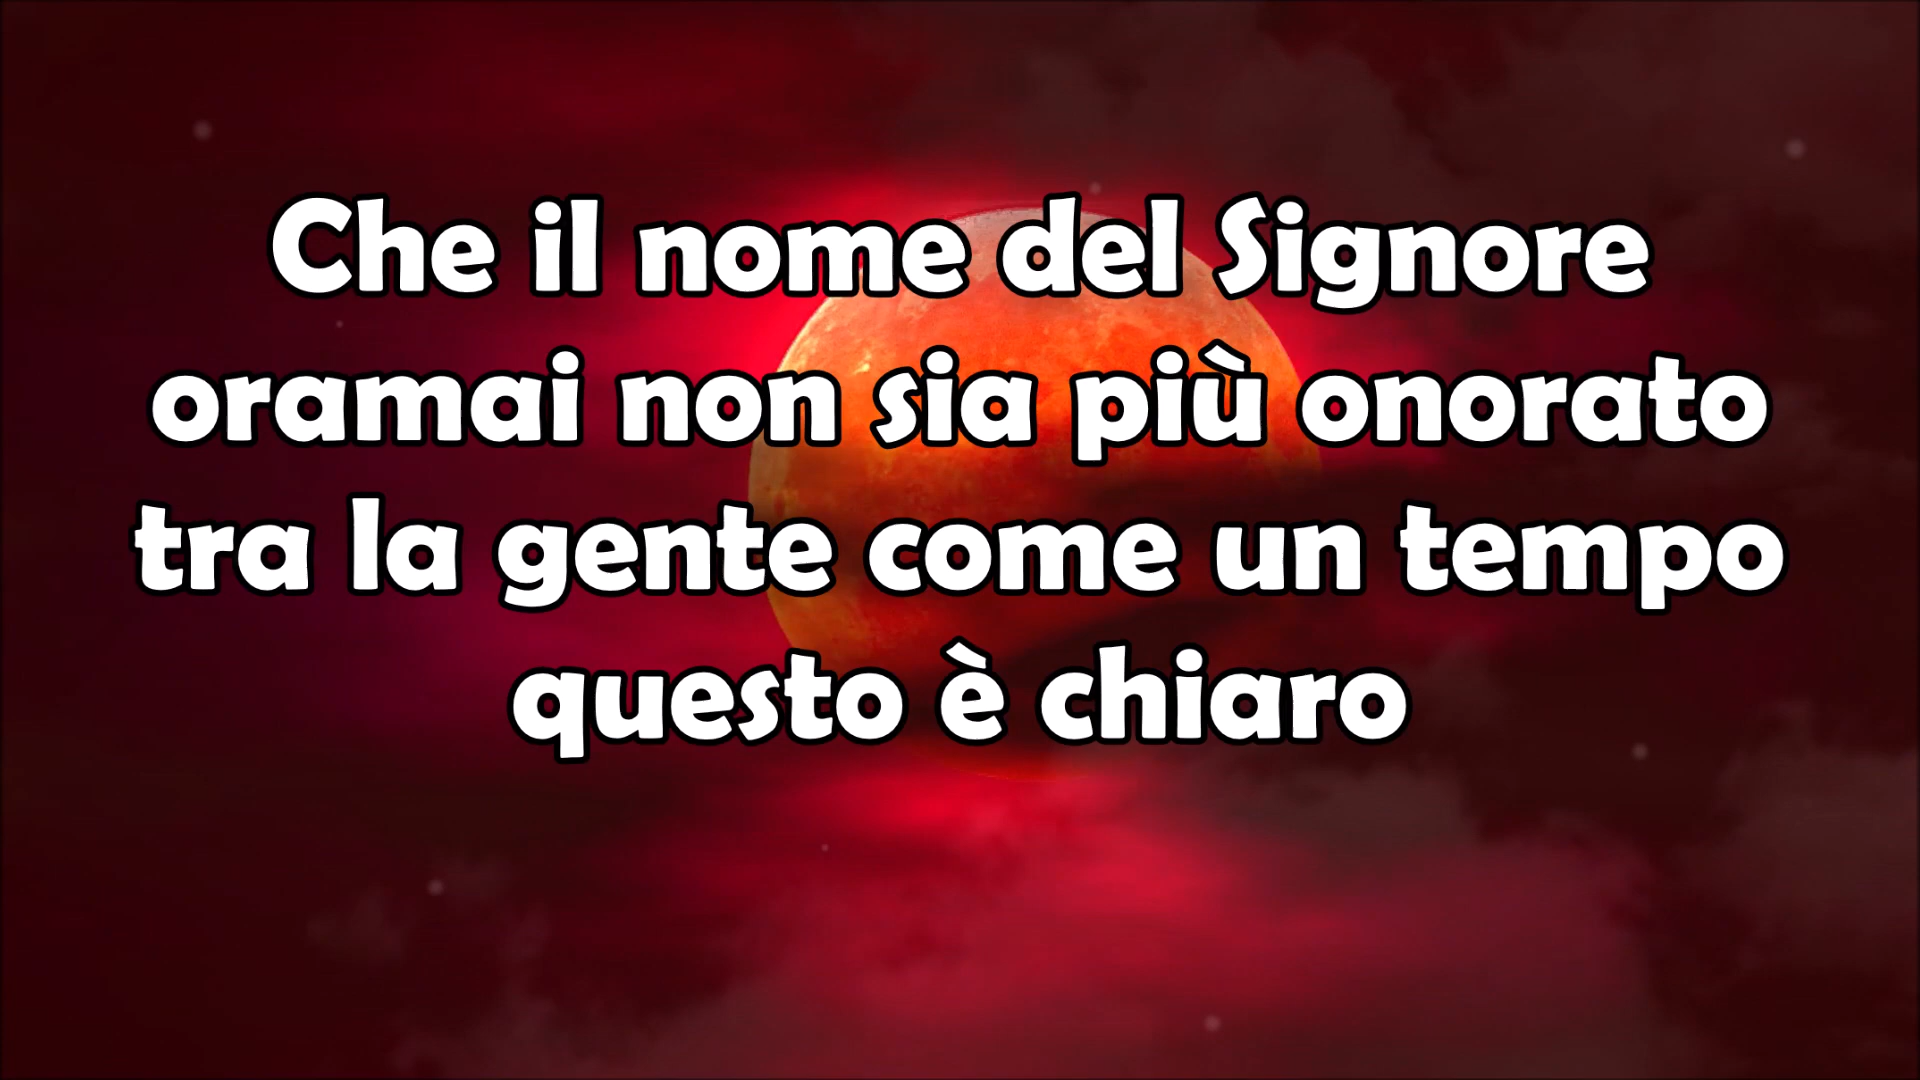 Che il nome del Signore
oramai non sia più onorato
tra la gente come un tempo
questo è chiaro